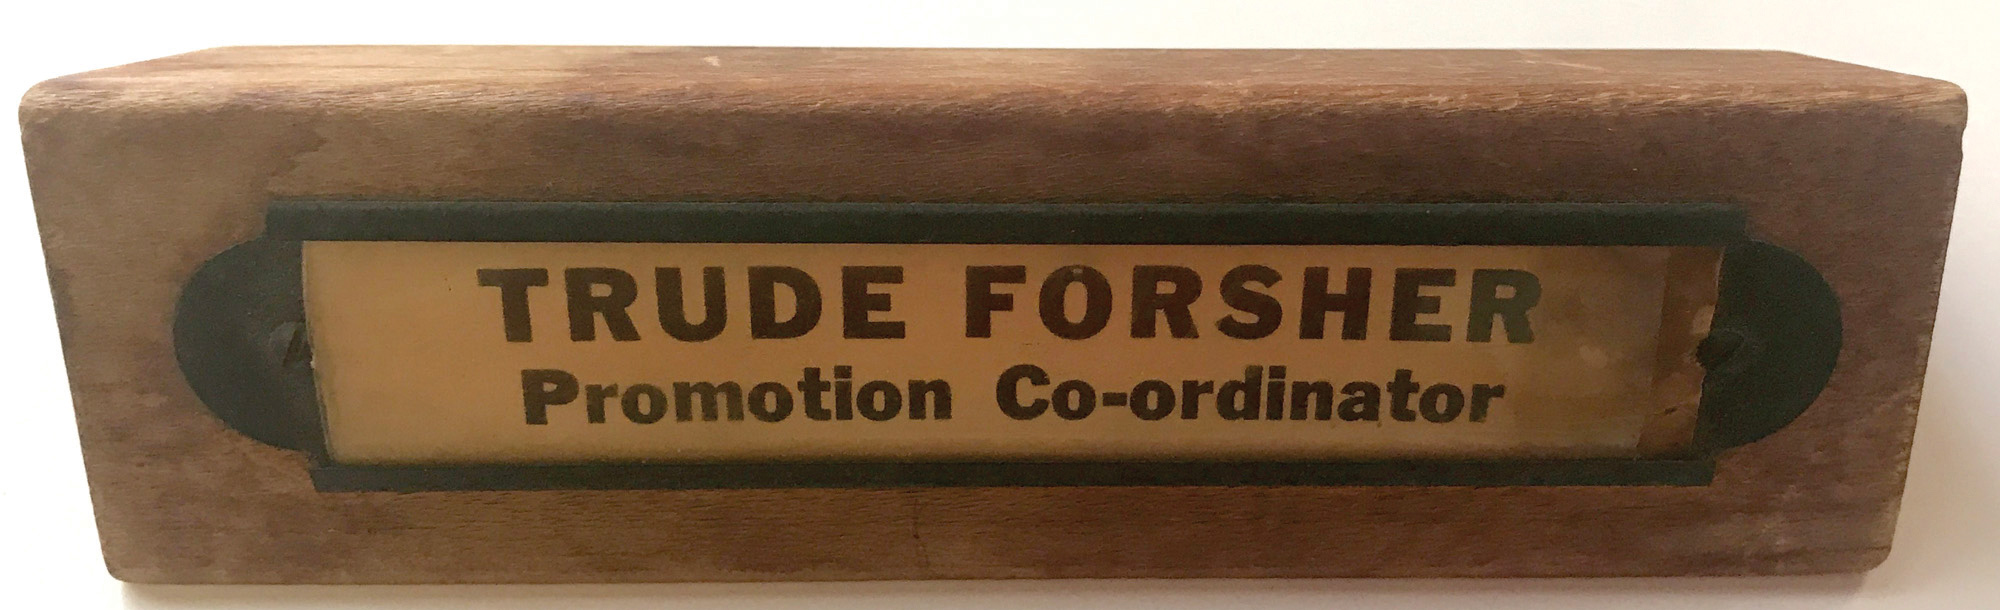 TRUDE FORSHER
Promotion Co-ordinator